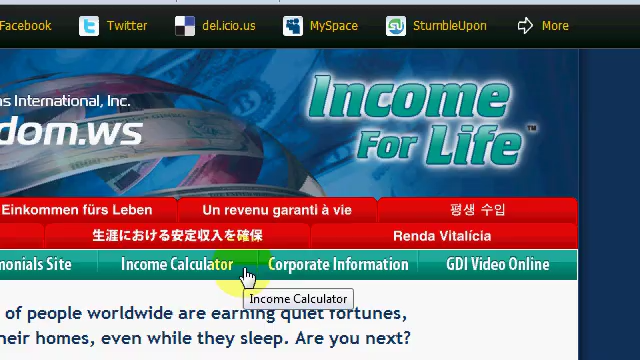 Facebook Twitter del.icio.us MySpace StumbleUpon More
International, Inc.
dom.ws
Income
For Life™
Einkommen fürs Leben Un revenu garanti à vie 평생 수입
生涯における安定収入を確保 Renda Vitalícia
monials Site Income Calculator Corporate Information GDI Video Online
Income Calculator
of people worldwide are earning quiet fortunes,
heir homes, even while they sleep. Are you next?